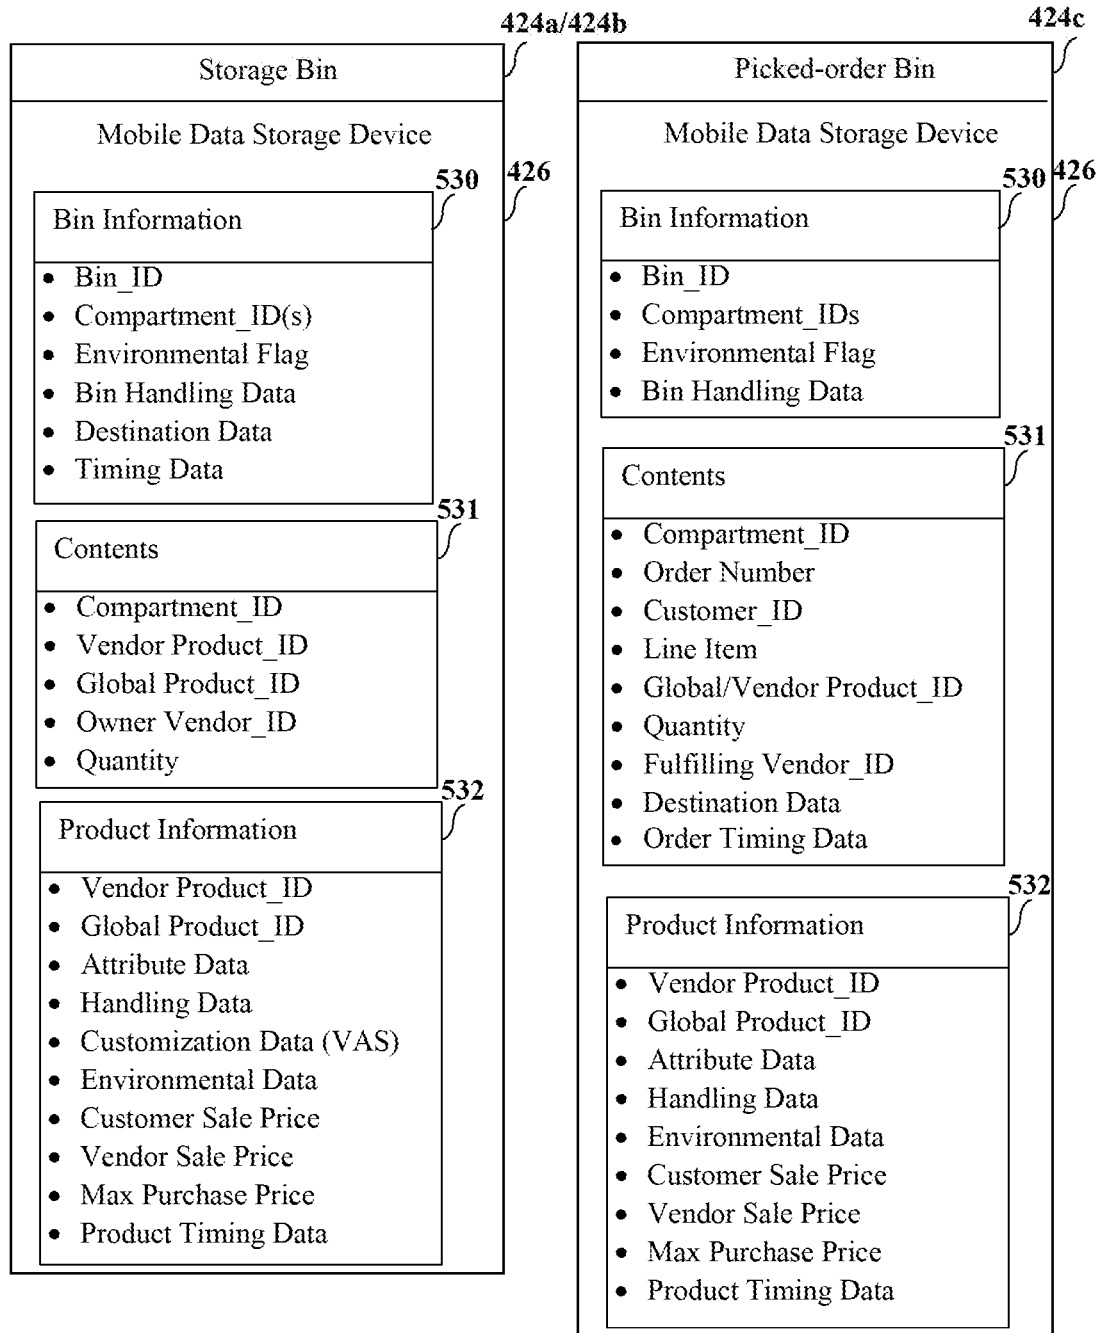 424a/424b
Storage Bin
Mobile Data Storage Device
426
530
Bin Information
• Bin_ID
• Compartment_ID(s)
• Environmental Flag
• Bin Handling Data
• Destination Data
• Timing Data
531
Contents
• Compartment_ID
• Vendor Product_ID
• Global Product_ID
• Owner Vendor_ID
• Quantity
532
Product Information
• Vendor Product_ID
• Global Product_ID
• Attribute Data
• Handling Data
• Customization Data (VAS)
• Environmental Data
• Customer Sale Price
• Vendor Sale Price
• Max Purchase Price
• Product Timing Data
424c
Picked-order Bin
Mobile Data Storage Device
426
530
Bin Information
• Bin_ID
• Compartment_IDs
• Environmental Flag
• Bin Handling Data
531
Contents
• Compartment_ID
• Order Number
• Customer_ID
• Line Item
• Global/Vendor Product_ID
• Quantity
• Fulfilling Vendor_ID
• Destination Data
• Order Timing Data
532
Product Information
• Vendor Product_ID
• Global Product_ID
• Attribute Data
• Handling Data
• Environmental Data
• Customer Sale Price
• Vendor Sale Price
• Max Purchase Price
• Product Timing Data